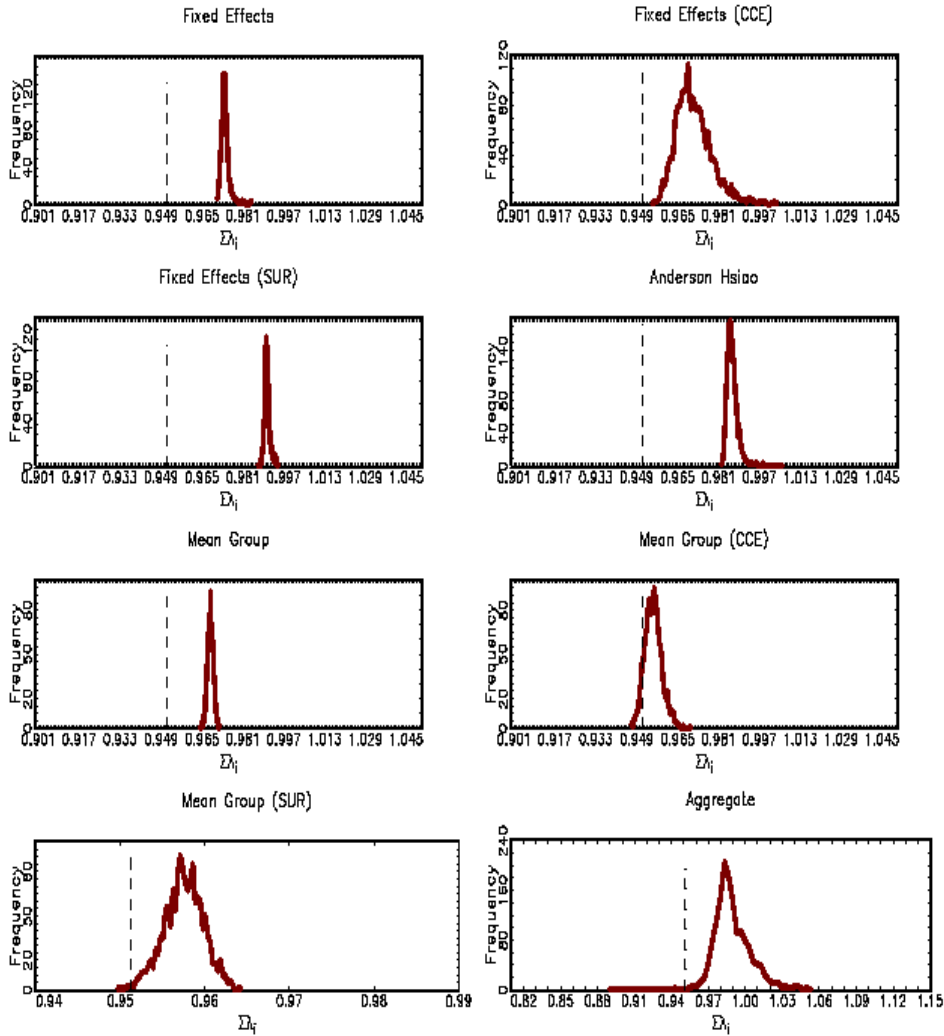 Fixed Effects
Fixed Effects (CCE)
Frequency
0 40 80 120
0.901 0.917 0.933 0.949 0.965 0.981 0.997 1.013 1.029 1.045
Σλi
Frequency
0 40 80 120
0.901 0.917 0.933 0.949 0.965 0.981 0.997 1.013 1.029 1.045
Σλi
Fixed Effects (SUR)
Anderson Hsiao
Frequency
0 40 80 120
0.901 0.917 0.933 0.949 0.965 0.981 0.997 1.013 1.029 1.045
Σλi
Frequency
0 40 80 140
0.901 0.917 0.933 0.949 0.965 0.981 0.997 1.013 1.029 1.045
Σλi
Mean Group
Mean Group (CCE)
Frequency
0 20 50 80
0.901 0.917 0.933 0.949 0.965 0.981 0.997 1.013 1.029 1.045
Σλi
Frequency
0 20 50 80
0.901 0.917 0.933 0.949 0.965 0.981 0.997 1.013 1.029 1.045
Σλi
Mean Group (SUR)
Aggregate
Frequency
0 20 50
0.94 0.95 0.96 0.97 0.98 0.99
Σλi
Frequency
0 80 160 240
0.82 0.85 0.88 0.91 0.94 0.97 1.00 1.03 1.06 1.09 1.12 1.15
Σλi